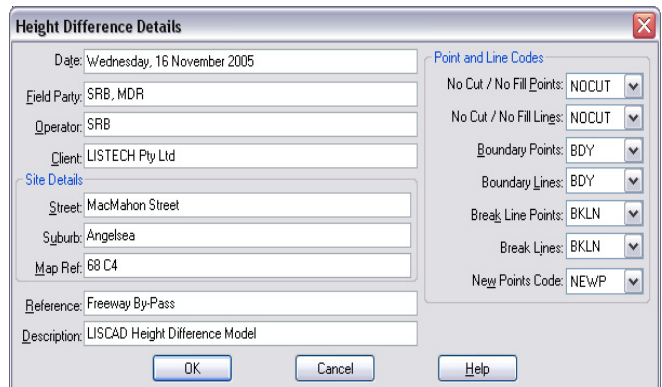 Height Difference Details
Date: Wednesday, 16 November 2005
Field Party: SRB, MDR
Operator: SRB
Client: LISTECH Pty Ltd
Site Details
Street: MacMahon Street
Suburb: Angelsea
Map Ref: 68 C4
Reference: Freeway By-Pass
Description: LISCAD Height Difference Model
Point and Line Codes
No Cut / No Fill Points: NOCUT
No Cut / No Fill Lines: NOCUT
Boundary Points: BDY
Boundary Lines: BDY
Break Line Points: BKLN
Break Lines: BKLN
New Points Code: NEWP
OK Cancel Help